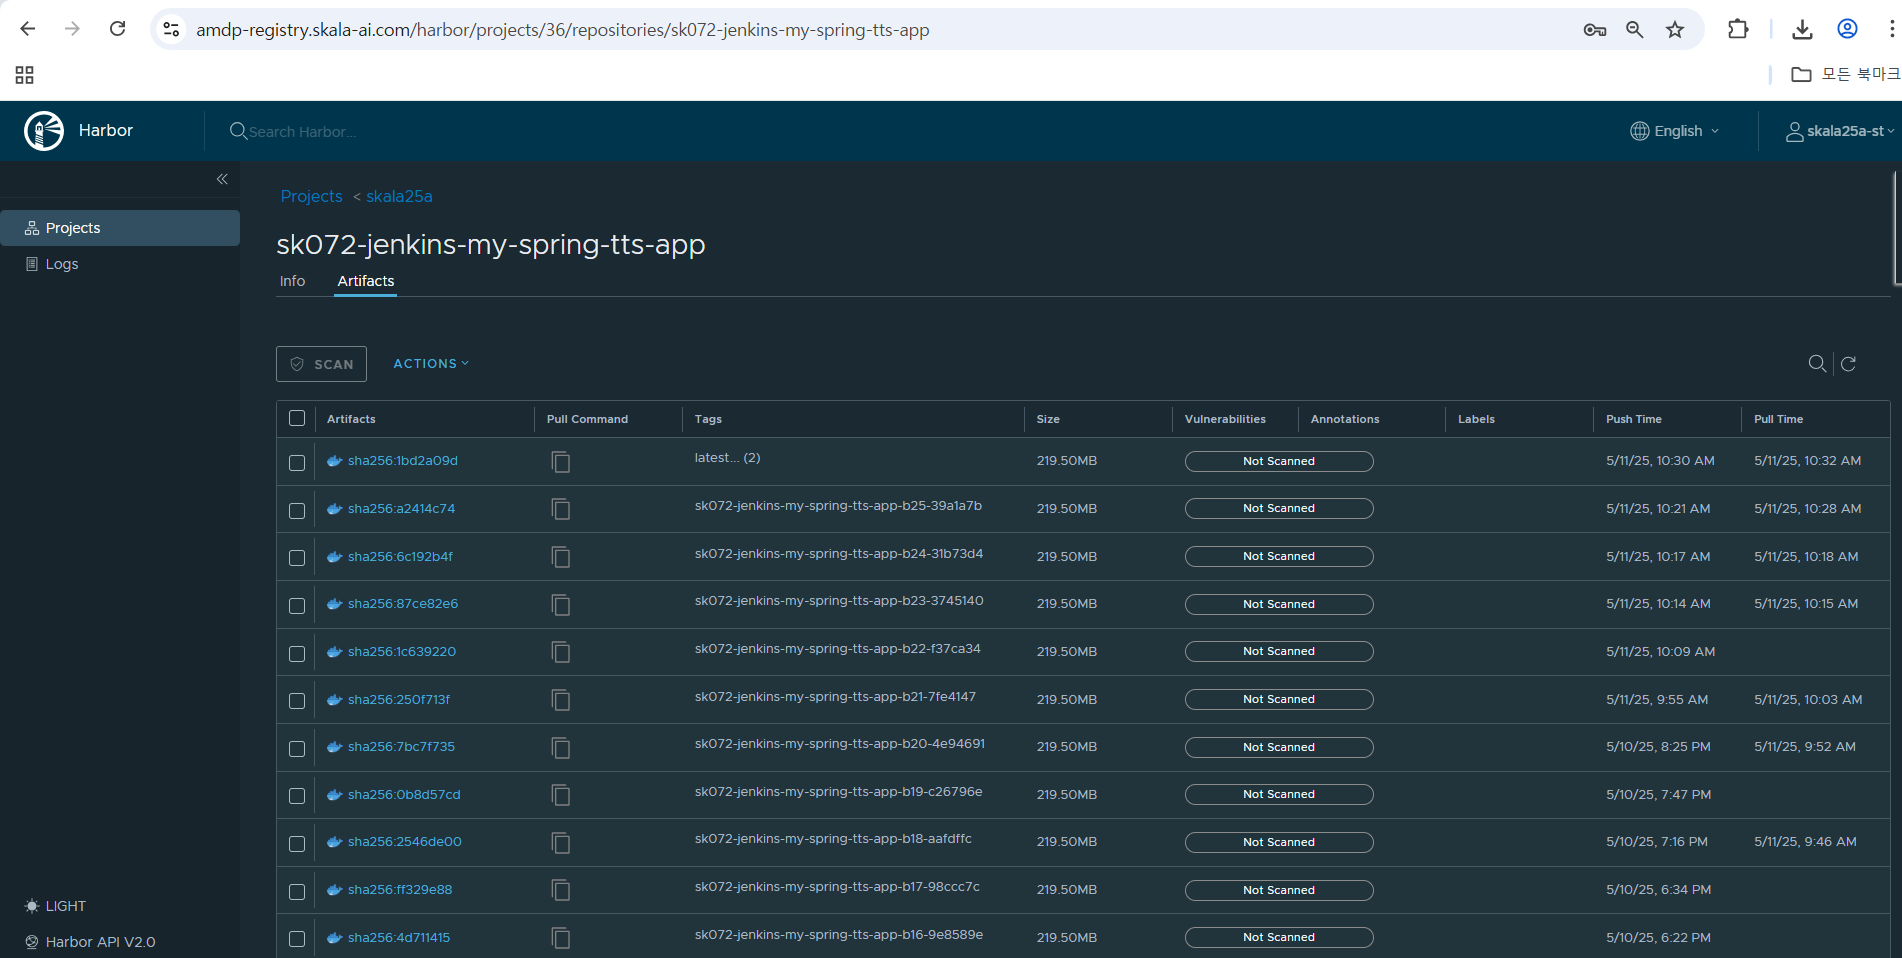 amdp-registry.skala-ai.com/harbor/projects/36/repositories/sk072-jenkins-my-spring-tts-app
모든 북마크
Harbor
Search Harbor...
English
skala25a-st
Projects
Logs
Projects < skala25a
sk072-jenkins-my-spring-tts-app
Info Artifacts
SCAN ACTIONS
Artifacts Pull Command Tags Size Vulnerabilities Annotations Labels Push Time Pull Time
sha256:1bd2a09d latest... (2) 219.50MB Not Scanned 5/11/25, 10:30 AM 5/11/25, 10:32 AM
sha256:a2414c74 sk072-jenkins-my-spring-tts-app-b25-39a1a7b 219.50MB Not Scanned 5/11/25, 10:21 AM 5/11/25, 10:28 AM
sha256:6c192b4f sk072-jenkins-my-spring-tts-app-b24-31b73d4 219.50MB Not Scanned 5/11/25, 10:17 AM 5/11/25, 10:18 AM
sha256:87ce82e6 sk072-jenkins-my-spring-tts-app-b23-3745140 219.50MB Not Scanned 5/11/25, 10:14 AM 5/11/25, 10:15 AM
sha256:1c639220 sk072-jenkins-my-spring-tts-app-b22-f37ca34 219.50MB Not Scanned 5/11/25, 10:09 AM
sha256:250f713f sk072-jenkins-my-spring-tts-app-b21-7fe4147 219.50MB Not Scanned 5/11/25, 9:55 AM 5/11/25, 10:03 AM
sha256:7bc7f735 sk072-jenkins-my-spring-tts-app-b20-4e94691 219.50MB Not Scanned 5/10/25, 8:25 PM 5/11/25, 9:52 AM
sha256:0b8d57cd sk072-jenkins-my-spring-tts-app-b19-c26796e 219.50MB Not Scanned 5/10/25, 7:47 PM
sha256:2546de00 sk072-jenkins-my-spring-tts-app-b18-aafdffc 219.50MB Not Scanned 5/10/25, 7:16 PM 5/11/25, 9:46 AM
sha256:ff329e88 sk072-jenkins-my-spring-tts-app-b17-98ccc7c 219.50MB Not Scanned 5/10/25, 6:34 PM
sha256:4d711415 sk072-jenkins-my-spring-tts-app-b16-9e8589e 219.50MB Not Scanned 5/10/25, 6:22 PM
LIGHT
Harbor API V2.0